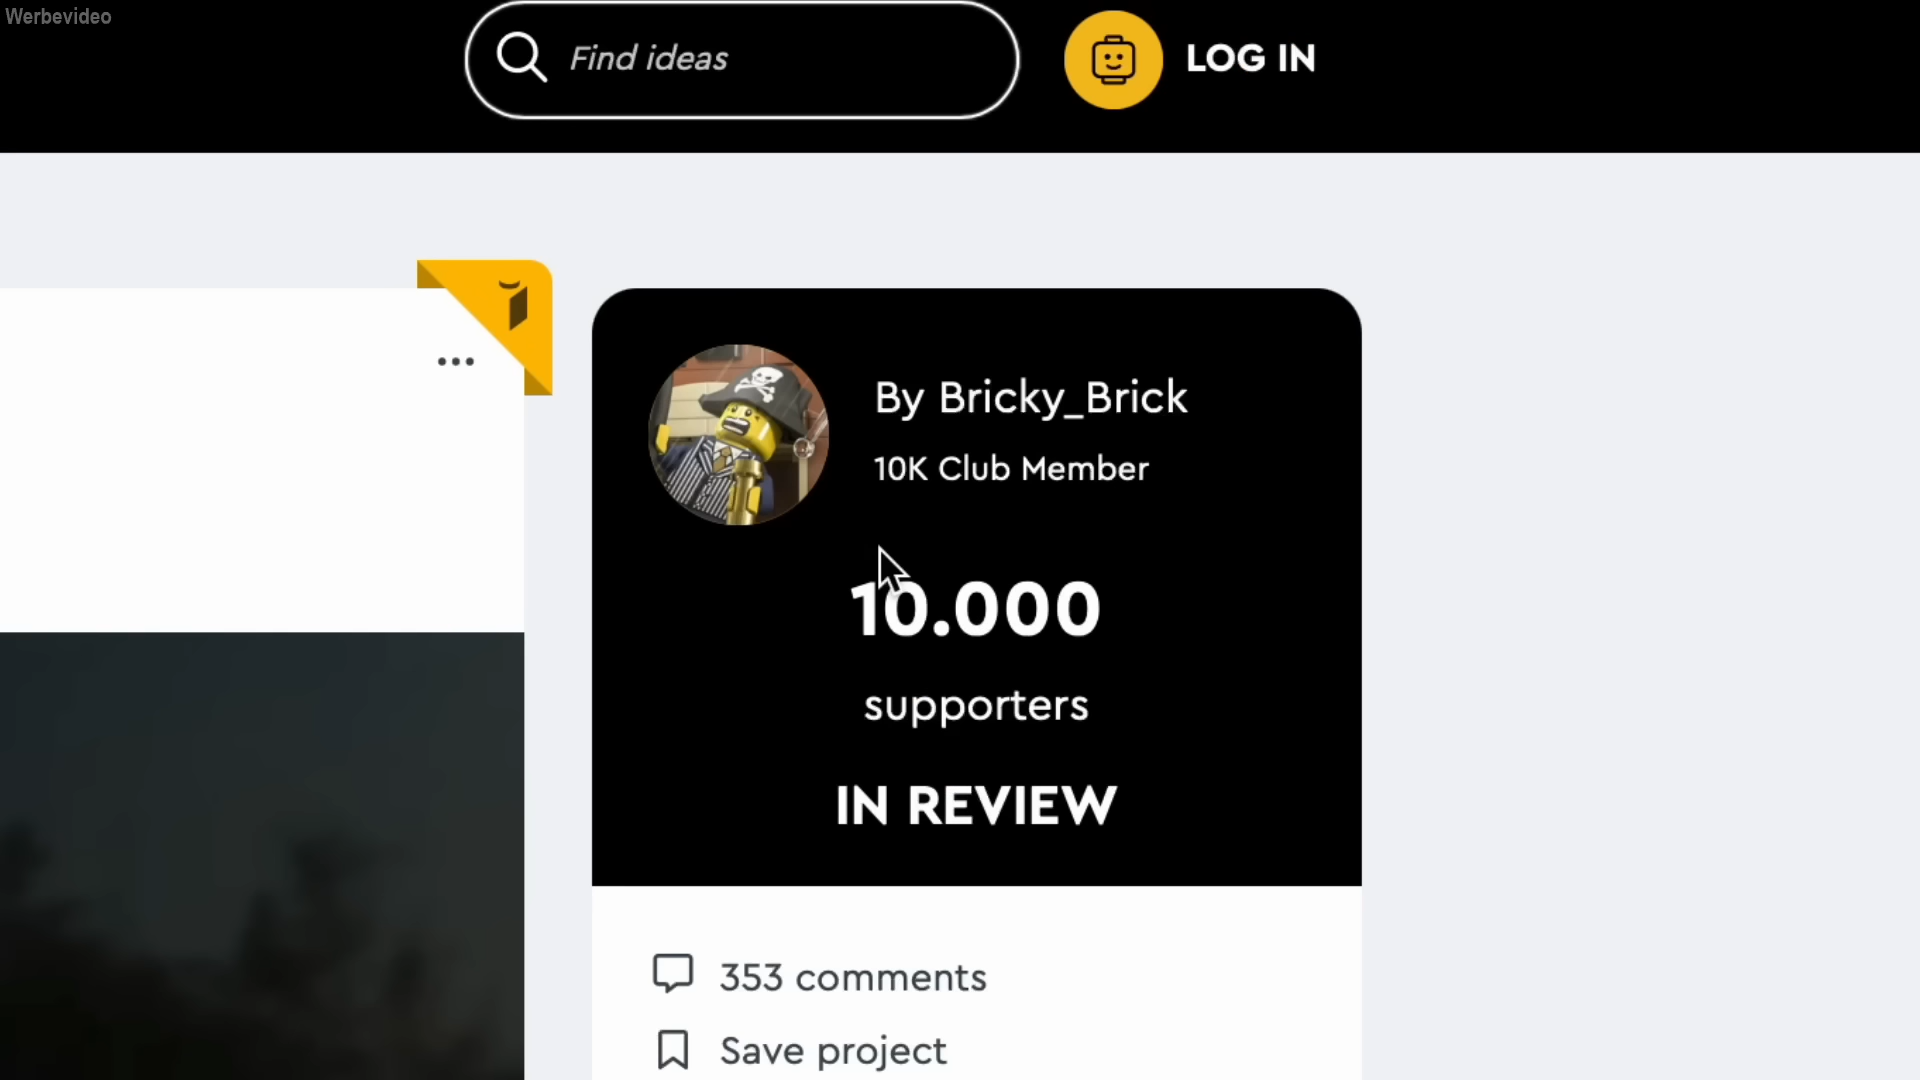 Werbevideo
Find ideas
LOG IN
By Bricky_Brick
10K Club Member
10.000
supporters
IN REVIEW
353 comments
Save project